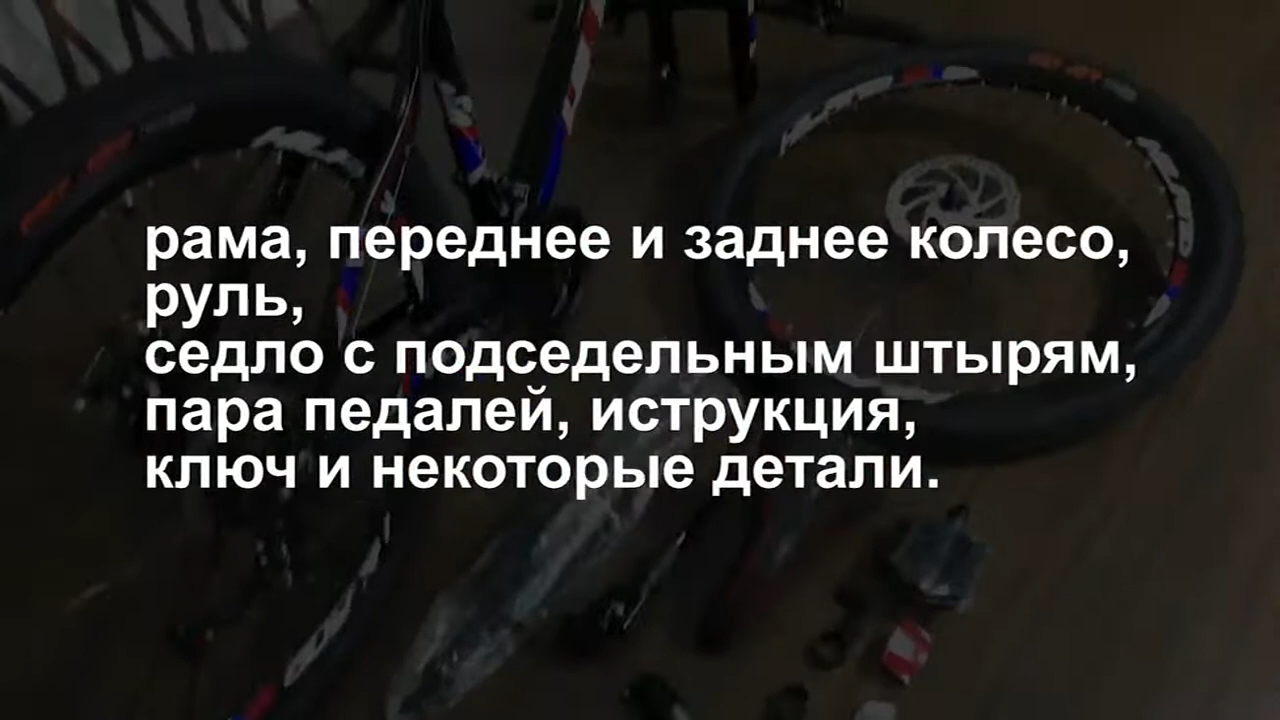 рама, переднее и заднее колесо,
руль,
седло с подседельным штырям,
пара педалей, иструкция,
ключ и некоторые детали.